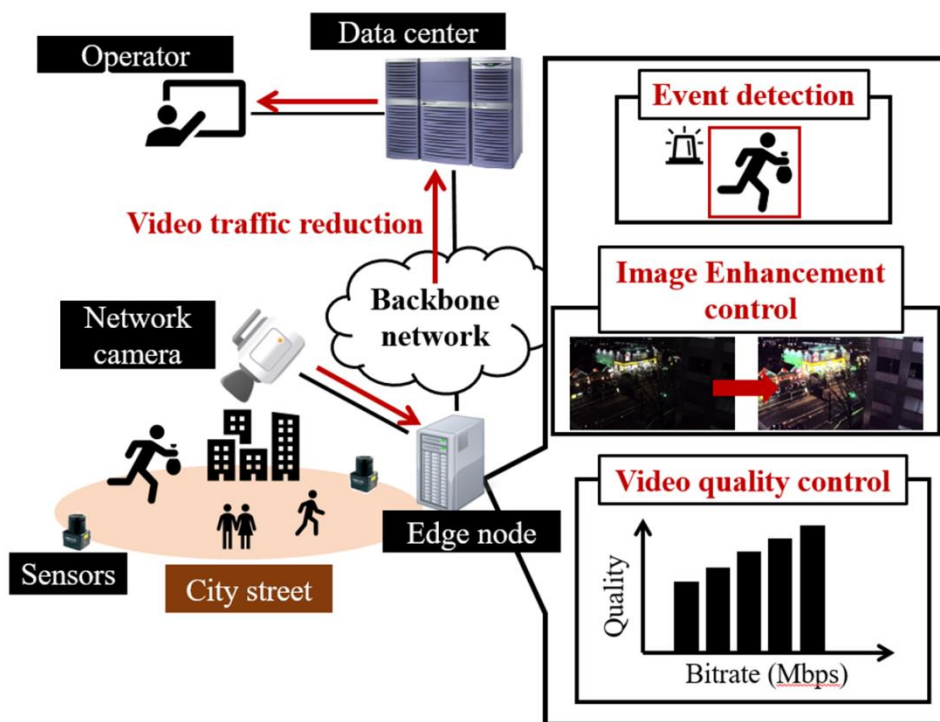 Data center
Operator
Event detection
Video traffic reduction
Image Enhancement
control
Backbone
network
Network
camera
Video quality control
Edge node
Sensors
City street
Quality
Bitrate (Mbps)